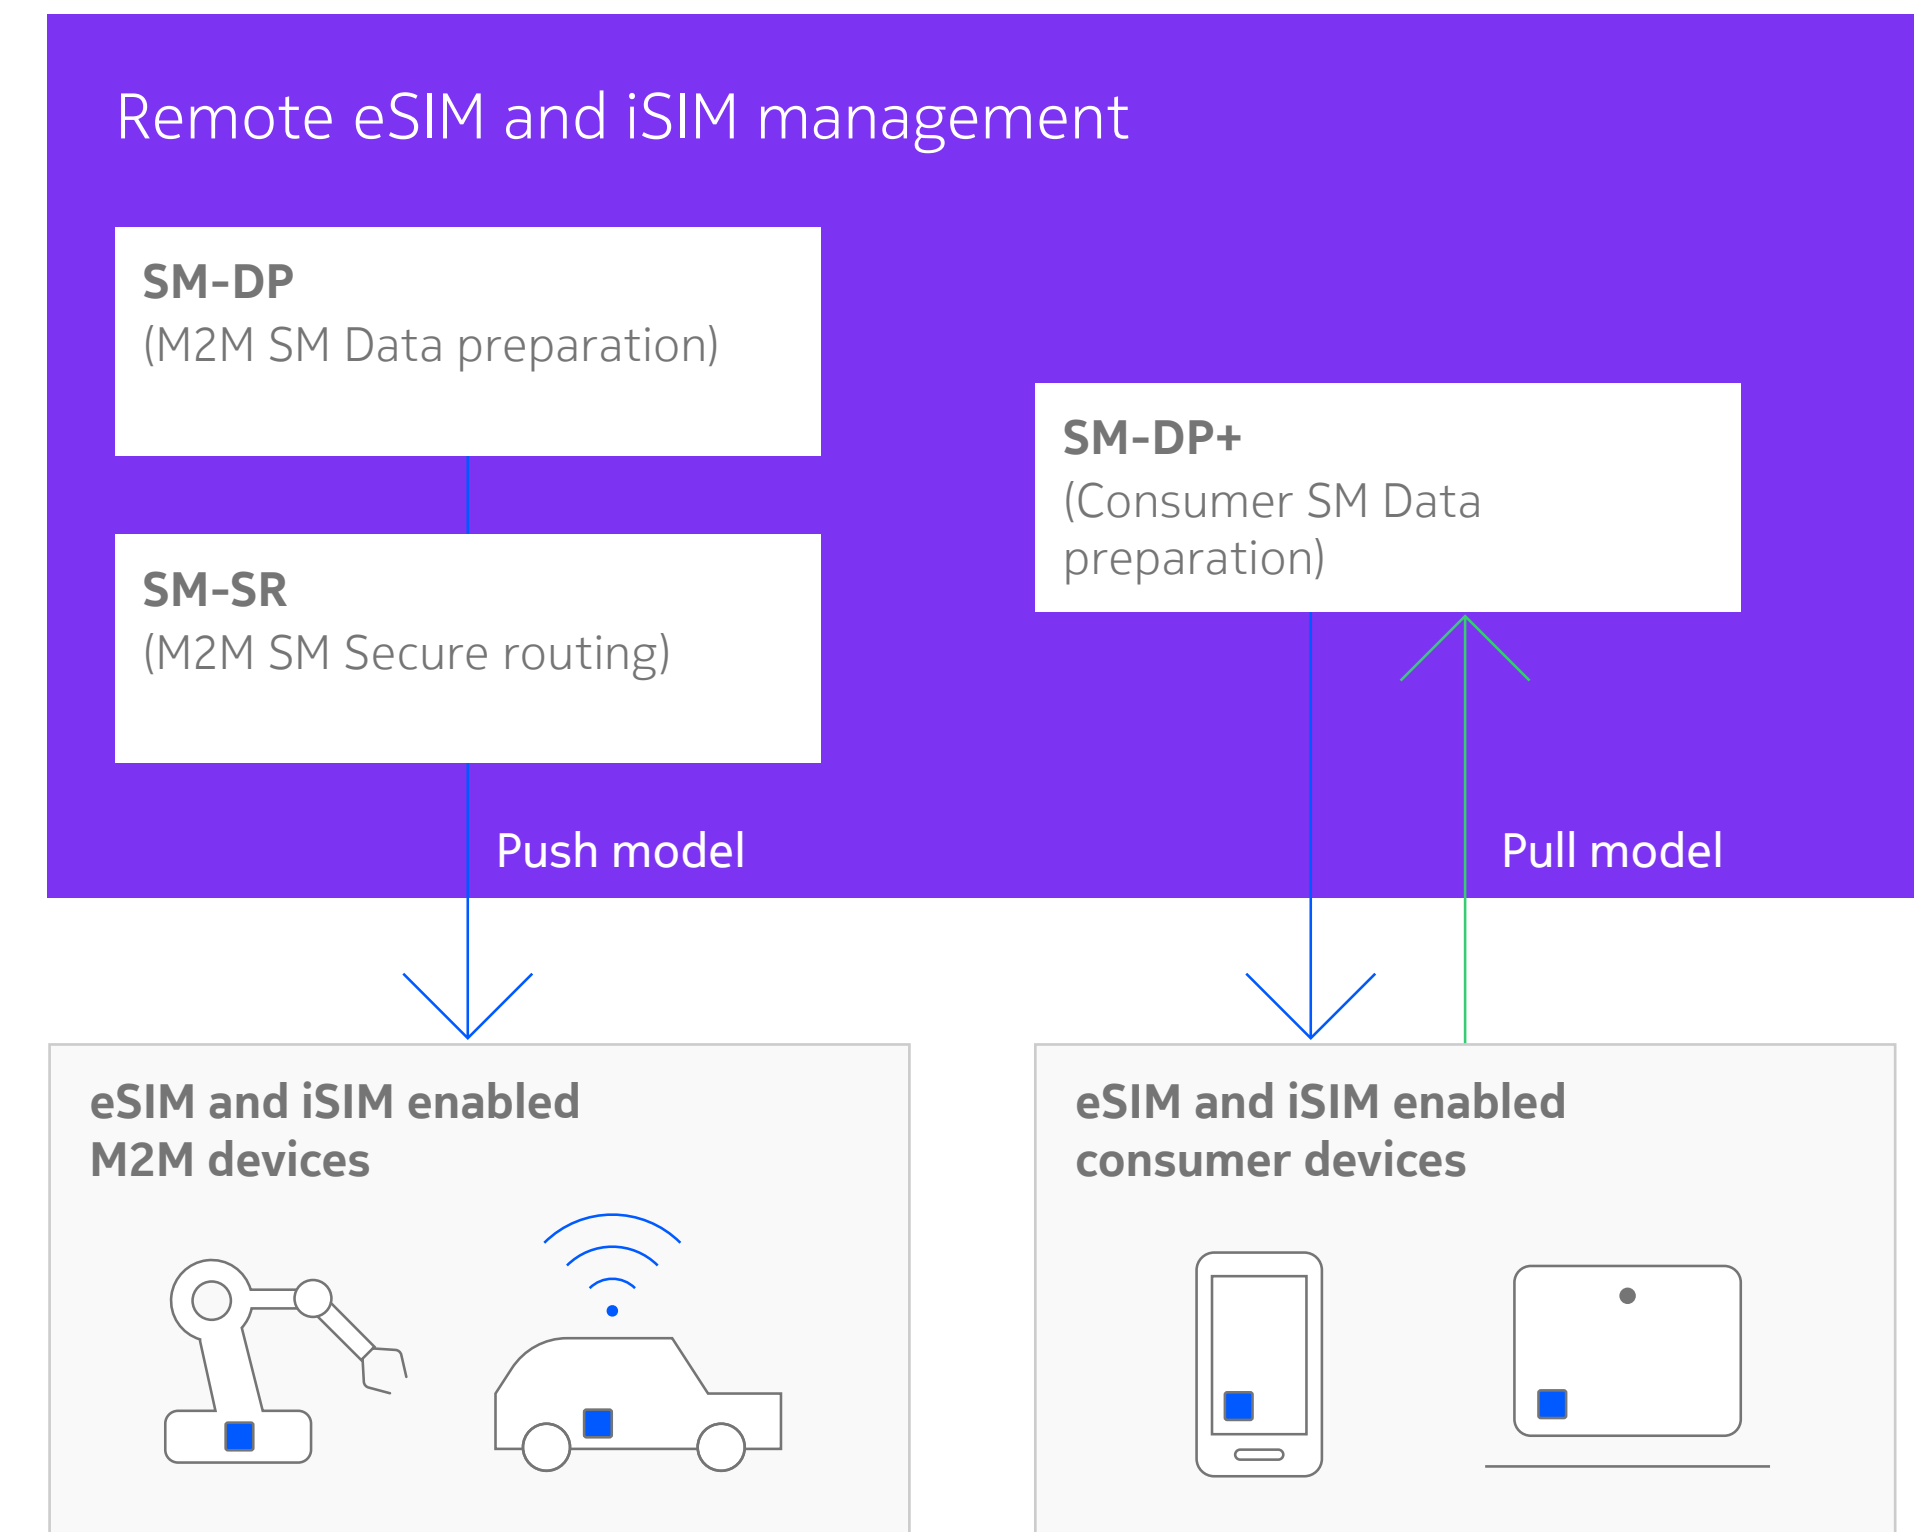 Remote eSIM and iSIM management
SM-DP
(M2M SM Data preparation)
SM-SR
(M2M SM Secure routing)
SM-DP+
(Consumer SM Data
preparation)
Push model
Pull model
eSIM and iSIM enabled
M2M devices
eSIM and iSIM enabled
consumer devices